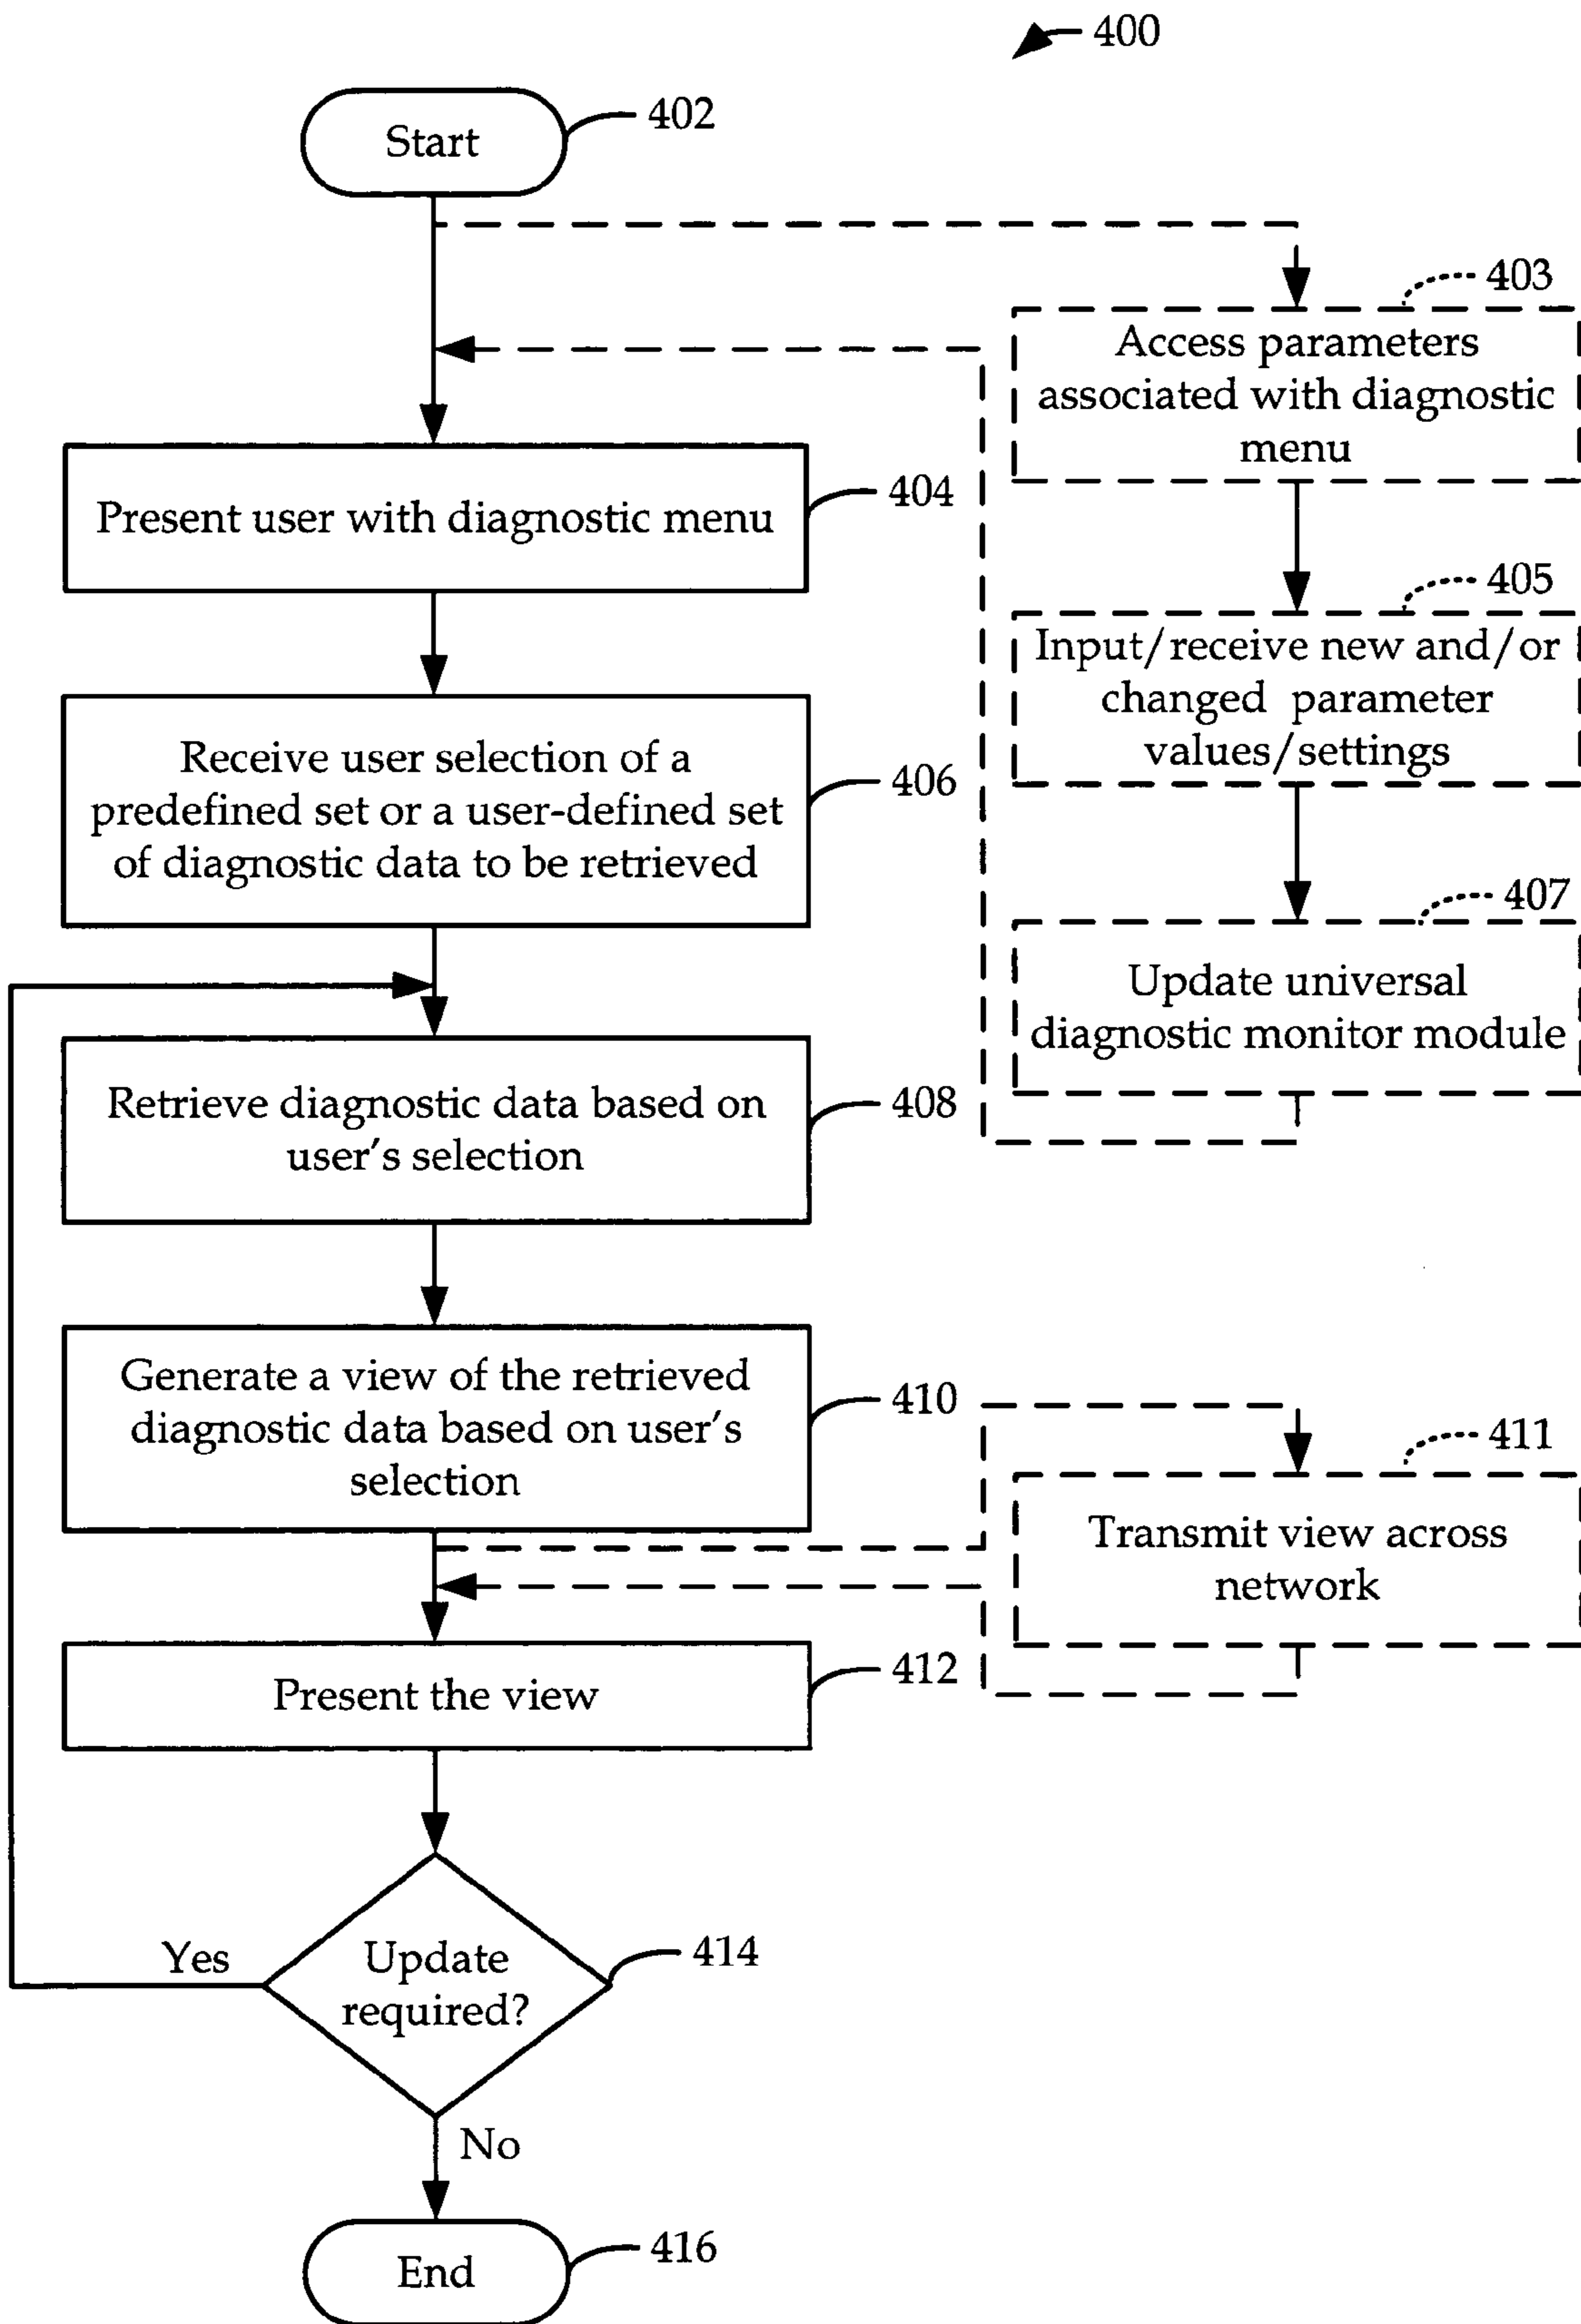 400
Start
402
403
Access parameters
associated with diagnostic
menu
Present user with diagnostic menu
404
405
Input/receive new and/or
changed parameter
values/settings
Receive user selection of a
predefined set or a user-defined set
of diagnostic data to be retrieved
406
407
Update universal
diagnostic monitor module
Retrieve diagnostic data based on
user's selection
408
Generate a view of the retrieved
diagnostic data based on user's
selection
410
411
Transmit view across
network
Present the view
412
Yes
Update
required?
414
No
End
416